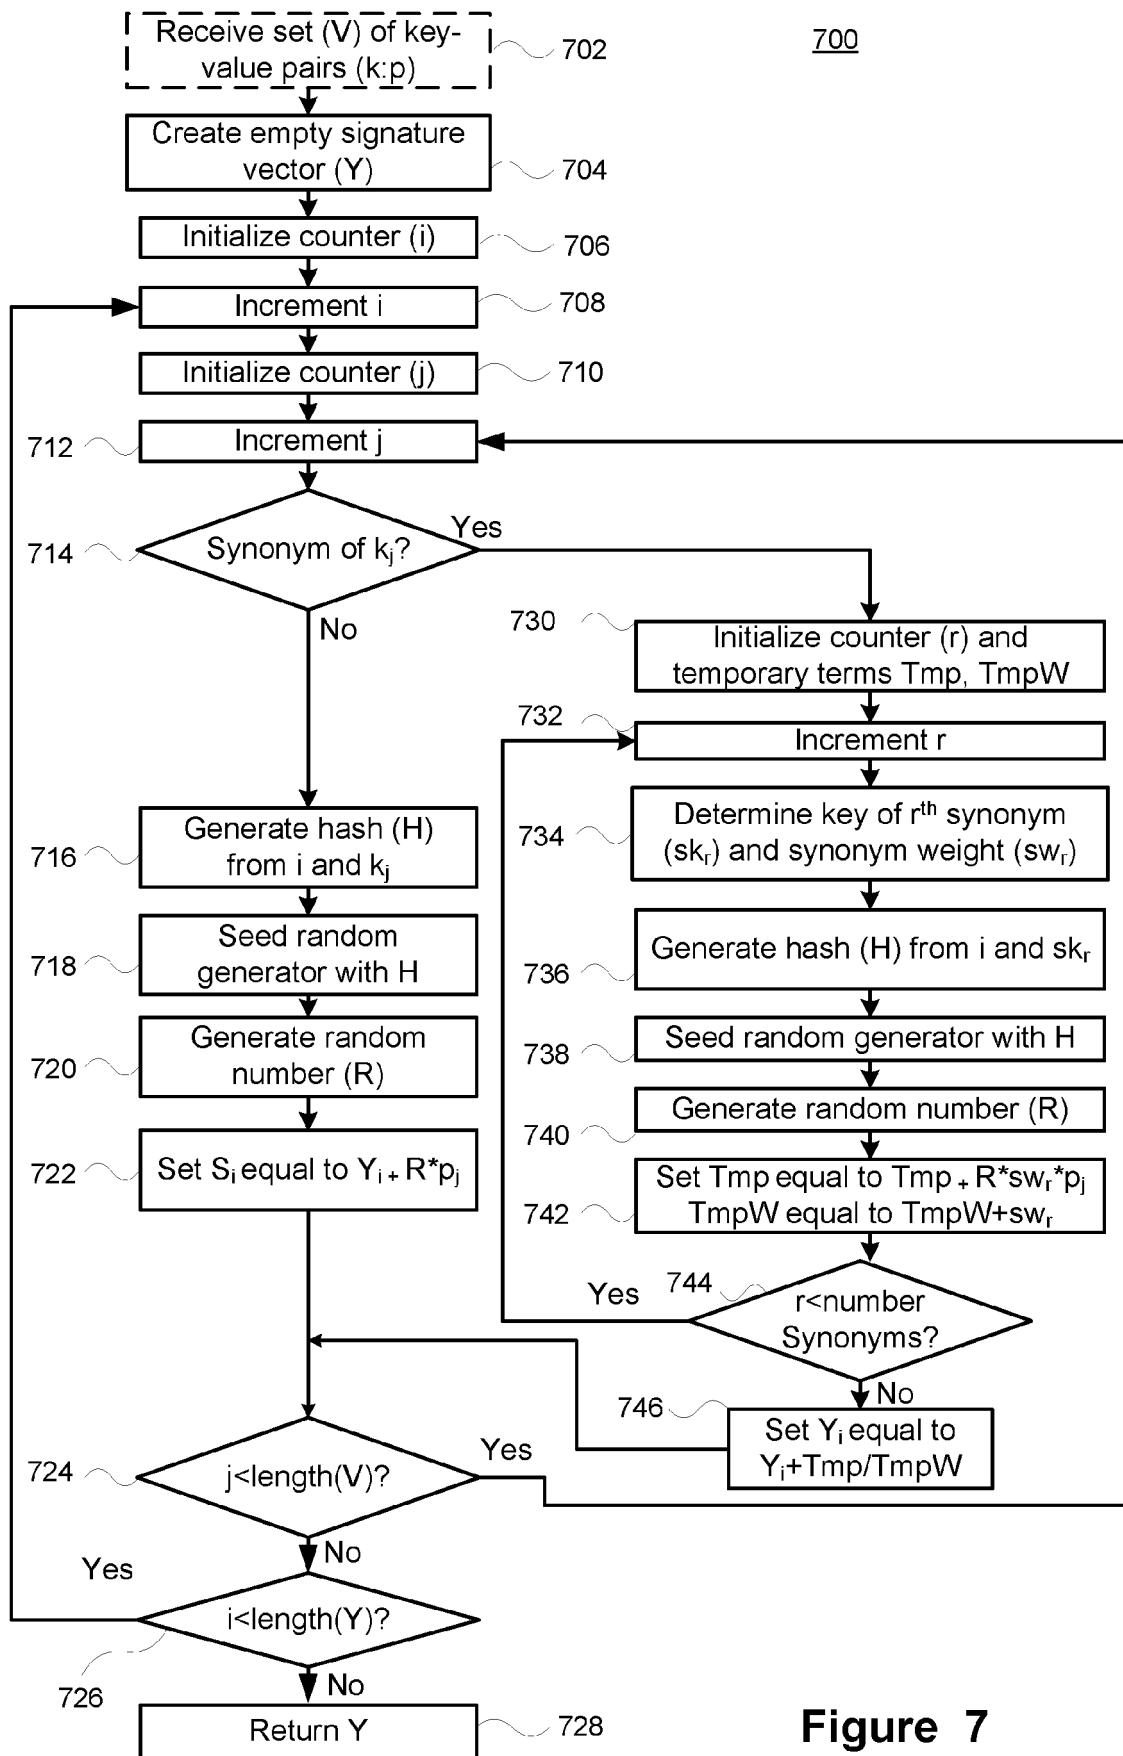 Receive set (V) of key-
value pairs (k:p)
702
700
Create empty signature
vector (Y)
704
Initialize counter (i)
706
Increment i
708
Initialize counter (j)
710
Increment j
712
Synonym of kj?
714
Yes
No
730
Initialize counter (r) and
temporary terms Tmp, TmpW
732
Increment r
734
Determine key of rth synonym
(skr) and synonym weight (swr)
716
Generate hash (H)
from i and kj
736
Generate hash (H) from i and skr
718
Seed random
generator with H
738
Seed random generator with H
720
Generate random
number (R)
740
Generate random number (R)
722
Set Si equal to Yi + R*pj
742
Set Tmp equal to Tmp + R*swr*pj
TmpW equal to TmpW+swr
744
r<number
Synonyms?
Yes
No
746
Set Yi equal to
Yi+Tmp/TmpW
724
j<length(V)?
Yes
No
Yes
i<length(Y)?
726
No
Return Y
728
Figure 7